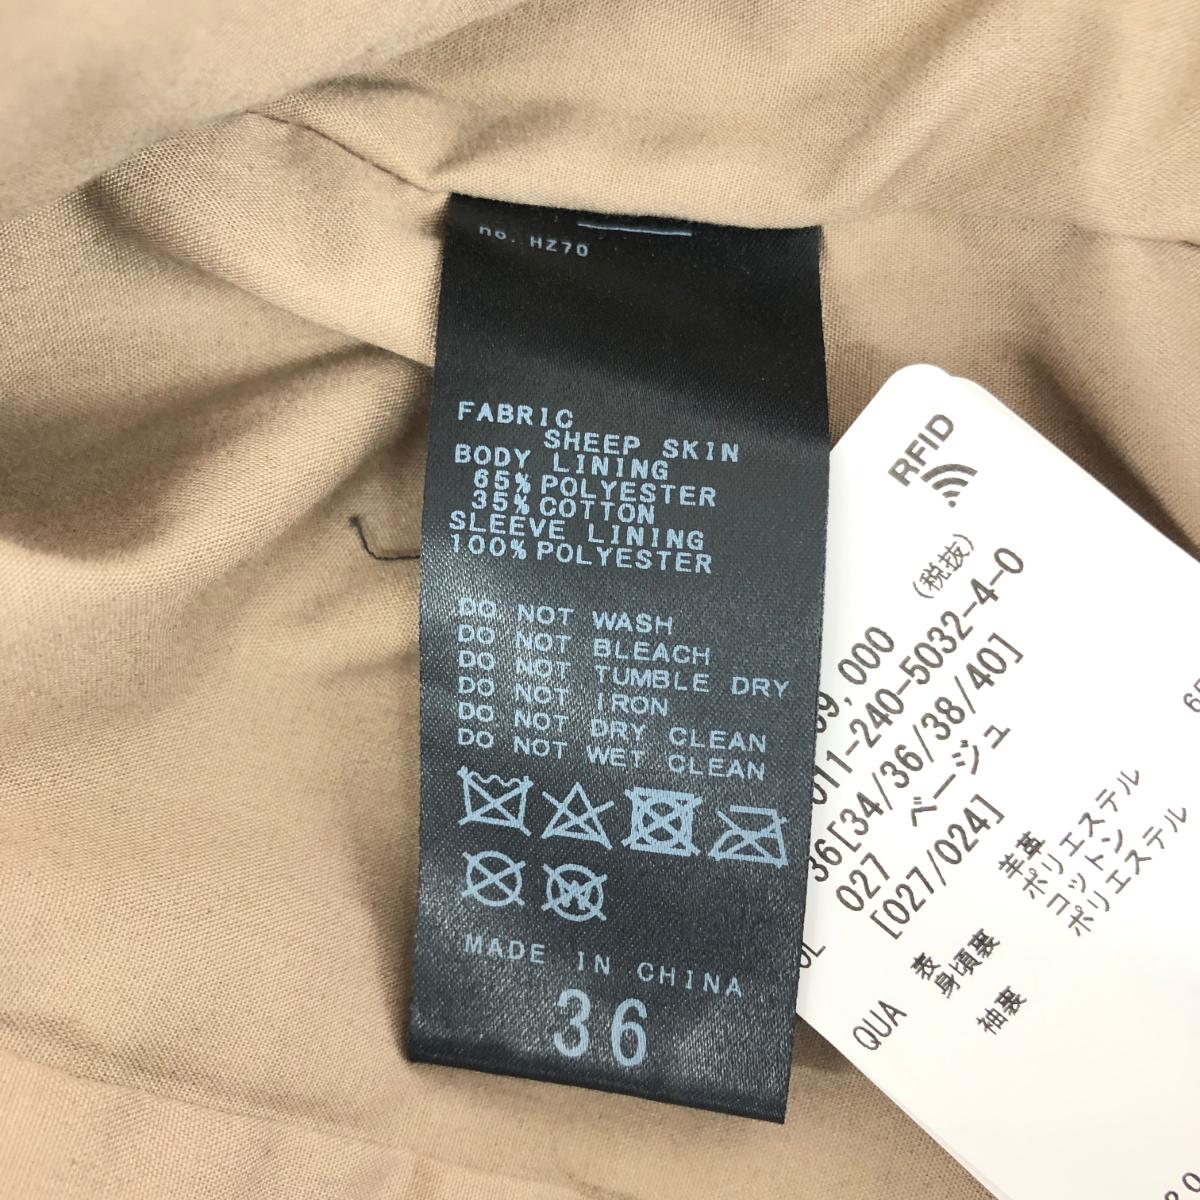 no. HZ70
FABRIC
SHEEP SKIN
BODY LINING
65% POLYESTER
35% COTTON
SLEEVE LINING
100% POLYESTER
DO NOT WASH
DO NOT BLEACH
DO NOT TUMBLE DRY
DO NOT IRON
DO NOT DRY CLEAN
DO NOT WET CLEAN
MADE IN CHINA
36
RFID
(税抜)
9,000
011-240-5032-4-0
36[34/36/38/40]
027 ベージュ
[027/024]
QUA 表 羊革
身頃裏 ポリエステル 65
コットン
袖裏 ポリエステル